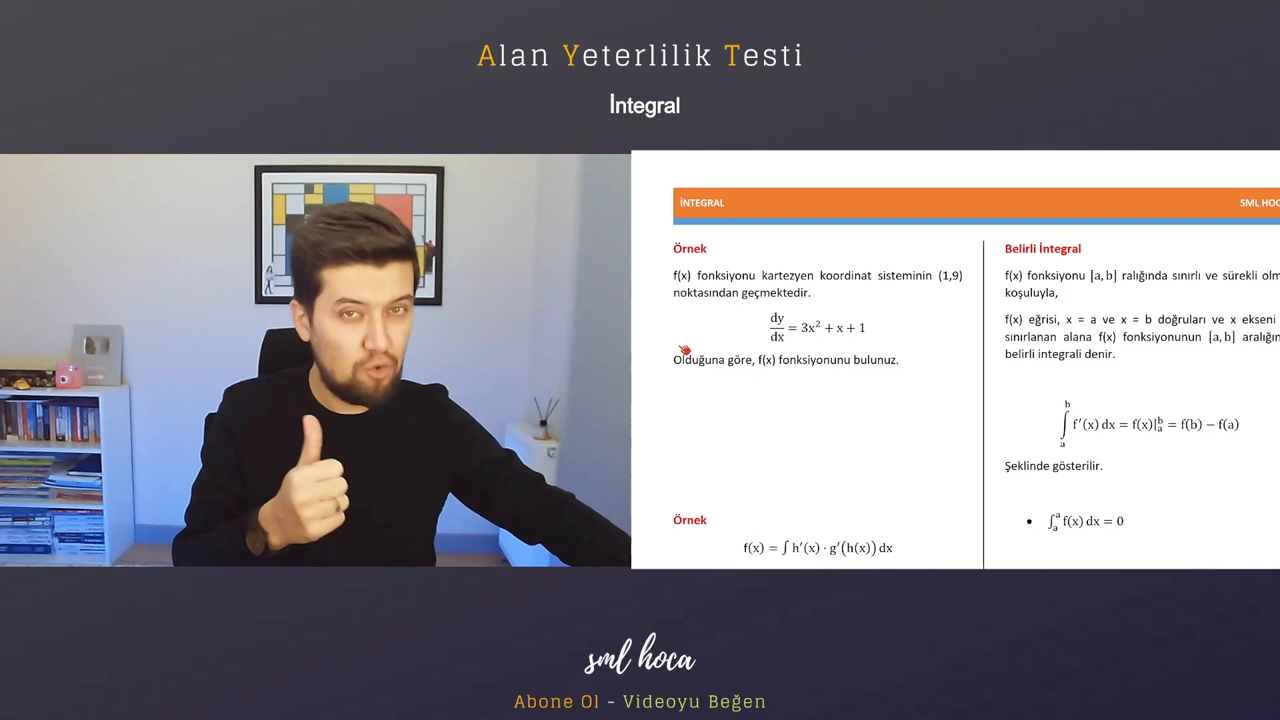 Alan Yeterlilik Testi
İntegral
İNTEGRAL
SML HOC
Örnek
f(x) fonksiyonu kartezyen koordinat sisteminin (1,9)
noktasından geçmektedir.
dy/dx = 3x² + x + 1
Olduğuna göre, f(x) fonksiyonunu bulunuz.
Örnek
f(x) = ∫ h′(x) · g′(h(x)) dx
Belirli İntegral
f(x) fonksiyonu [a, b] ralığında sınırlı ve sürekli olm
koşuluyla,
f(x) eğrisi, x = a ve x = b doğruları ve x ekseni
sınırlanan alana f(x) fonksiyonunun [a, b] aralığın
belirli integrali denir.
∫ₐᵇ f′(x) dx = f(x)|ₐᵇ = f(b) − f(a)
Şeklinde gösterilir.
• ∫ₐᵃ f(x) dx = 0
sml hoca
Abone Ol - Videoyu Beğen